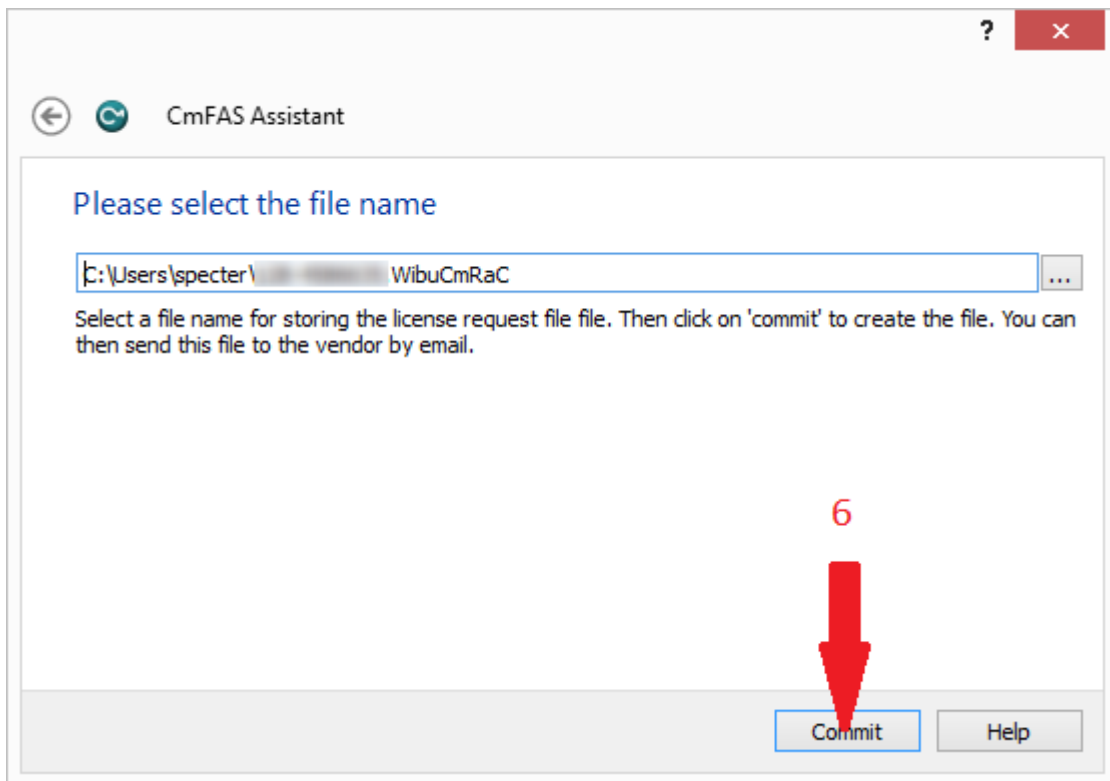 ?
CmFAS Assistant
Please select the file name
C:\Users\specter\ WibuCmRaC
...
Select a file name for storing the license request file file. Then click on 'commit' to create the file. You can
then send this file to the vendor by email.
6
Commit
Help